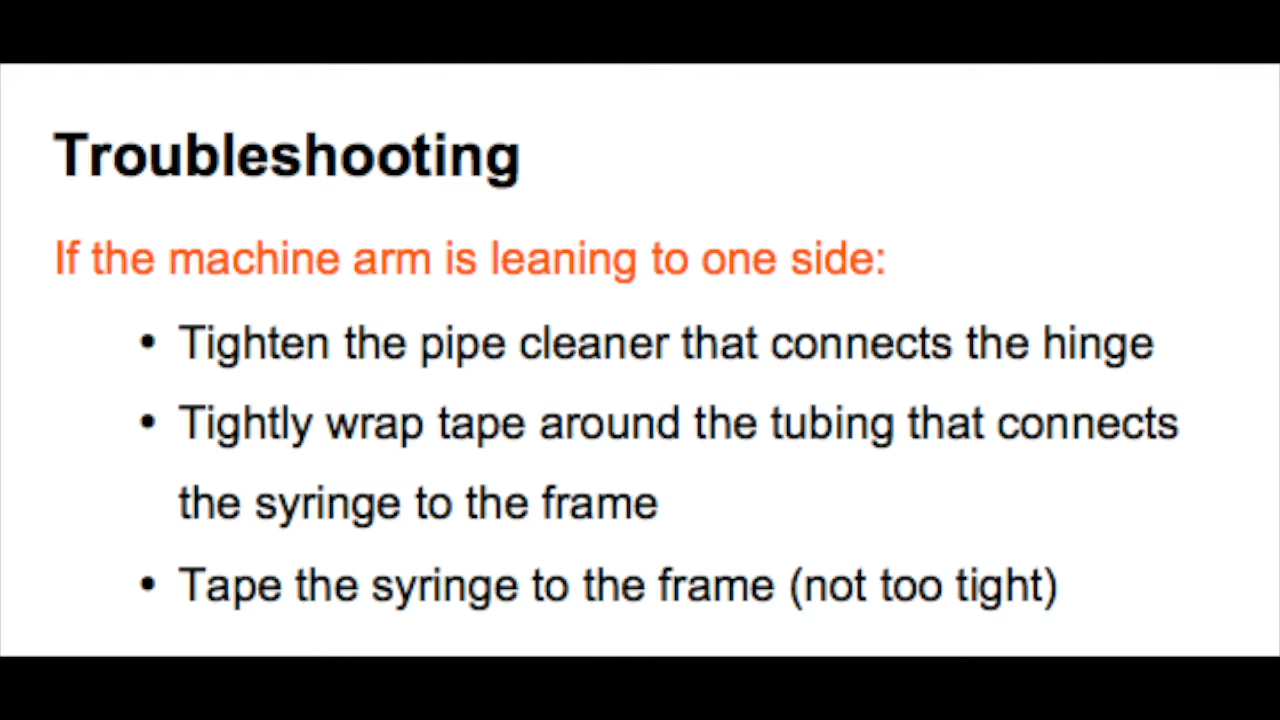 Troubleshooting
If the machine arm is leaning to one side:
• Tighten the pipe cleaner that connects the hinge
• Tightly wrap tape around the tubing that connects
the syringe to the frame
• Tape the syringe to the frame (not too tight)